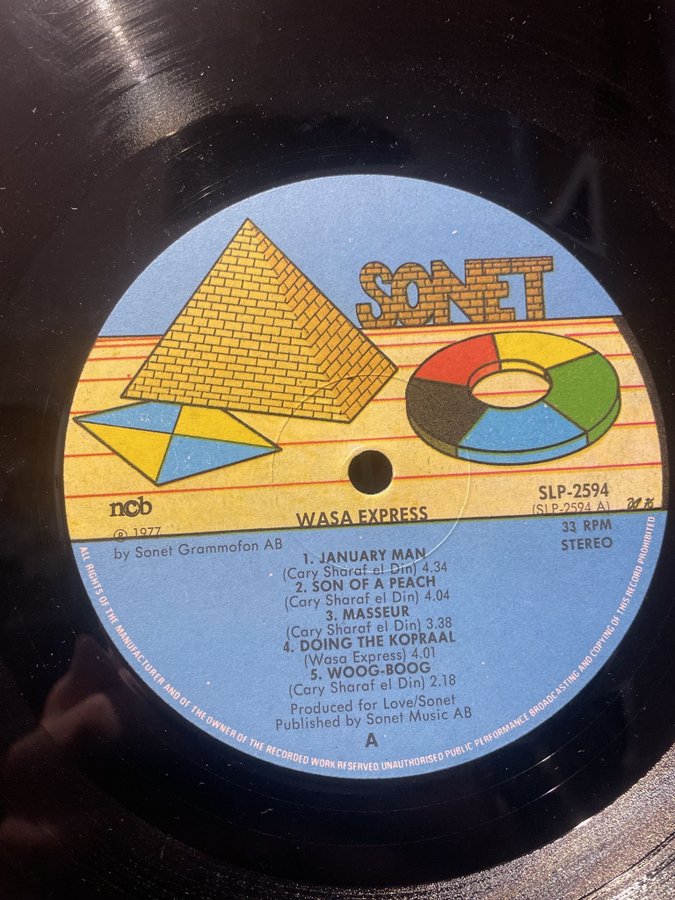 SONET
ncb
SLP-2594
(SLP-2594 A)
WASA EXPRESS
℗ 1977
by Sonet Grammofon AB
33 RPM
STEREO
1. JANUARY MAN
(Cary Sharaf el Din) 4.34
2. SON OF A PEACH
(Cary Sharaf el Din) 4.04
3. MASSEUR
(Cary Sharaf el Din) 3.38
4. DOING THE KOPRAAL
(Wasa Express) 4.01
5. WOOG-BOOG
(Cary Sharaf el Din) 2.18
Produced for Love/Sonet
Published by Sonet Music AB
A
ALL RIGHTS OF THE MANUFACTURER AND OF THE OWNER OF THE RECORDED WORK RESERVED UNAUTHORISED PUBLIC PERFORMANCE BROADCASTING AND COPYING OF THIS RECORD PROHIBITED